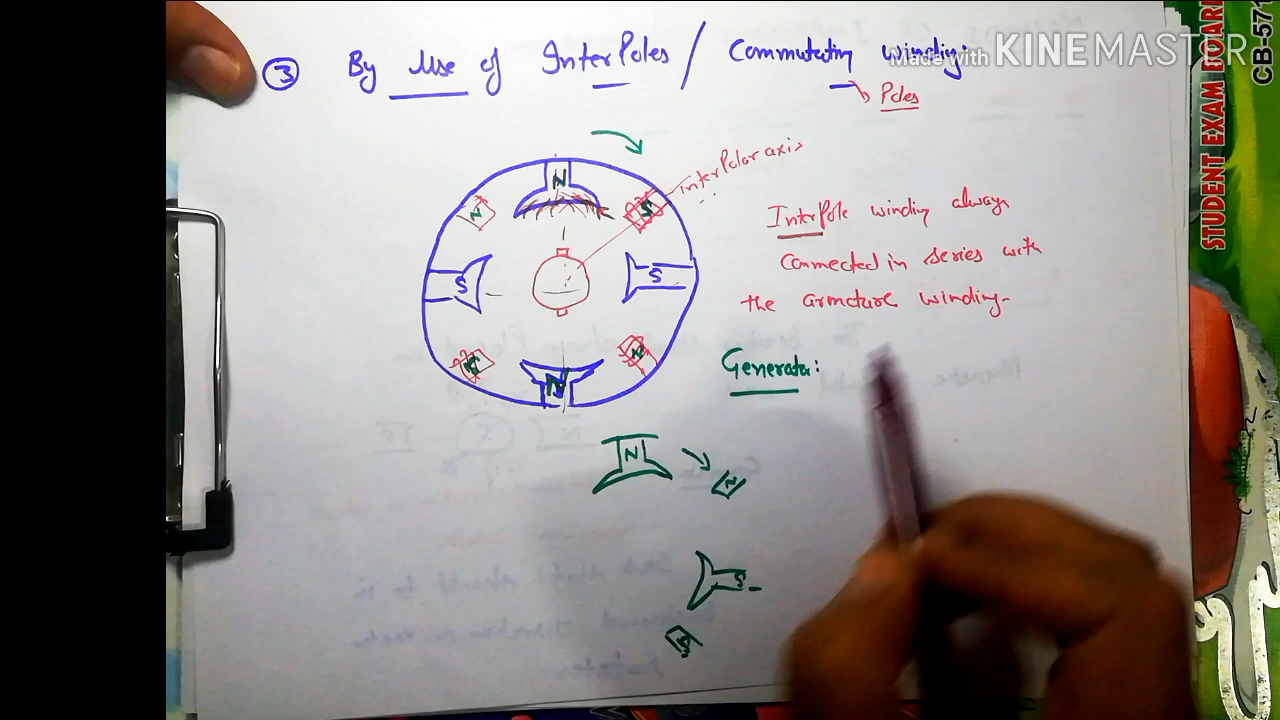 Made with KINEMASTER
STUDENT EXAM BOARD
CB-571
③ By Use of InterPoles / Commutating winding.
Poles
InterPolar axis
N
N
S
S
S
N
N
InterPole winding always
Connected in series with
the armature winding-
Generator:
N
N
S
S